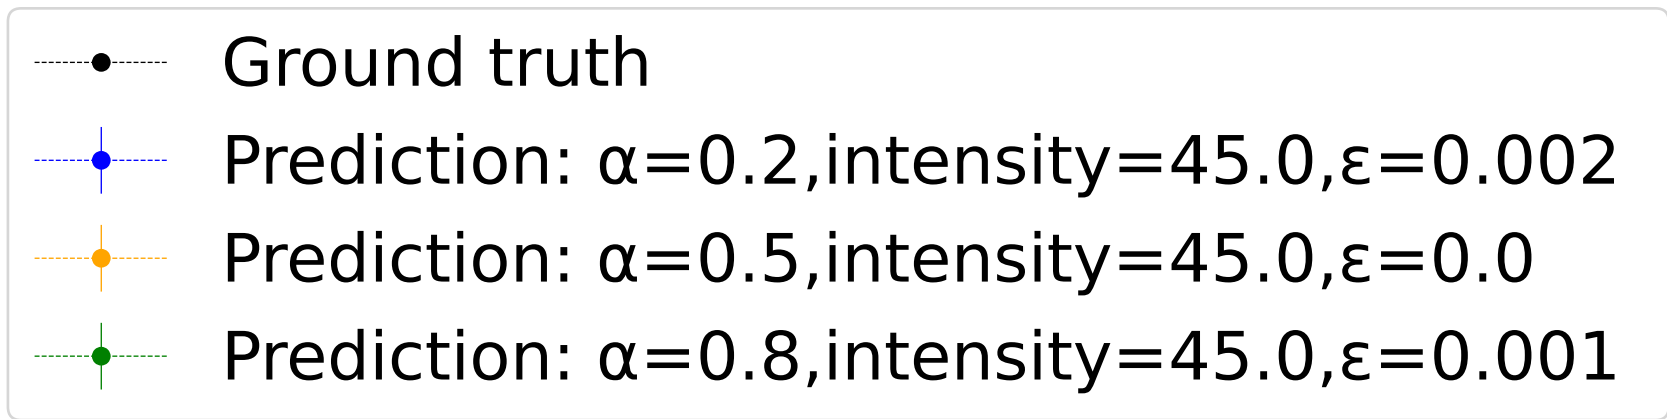 Ground truth
Prediction: α=0.2,intensity=45.0,ε=0.002
Prediction: α=0.5,intensity=45.0,ε=0.0
Prediction: α=0.8,intensity=45.0,ε=0.001